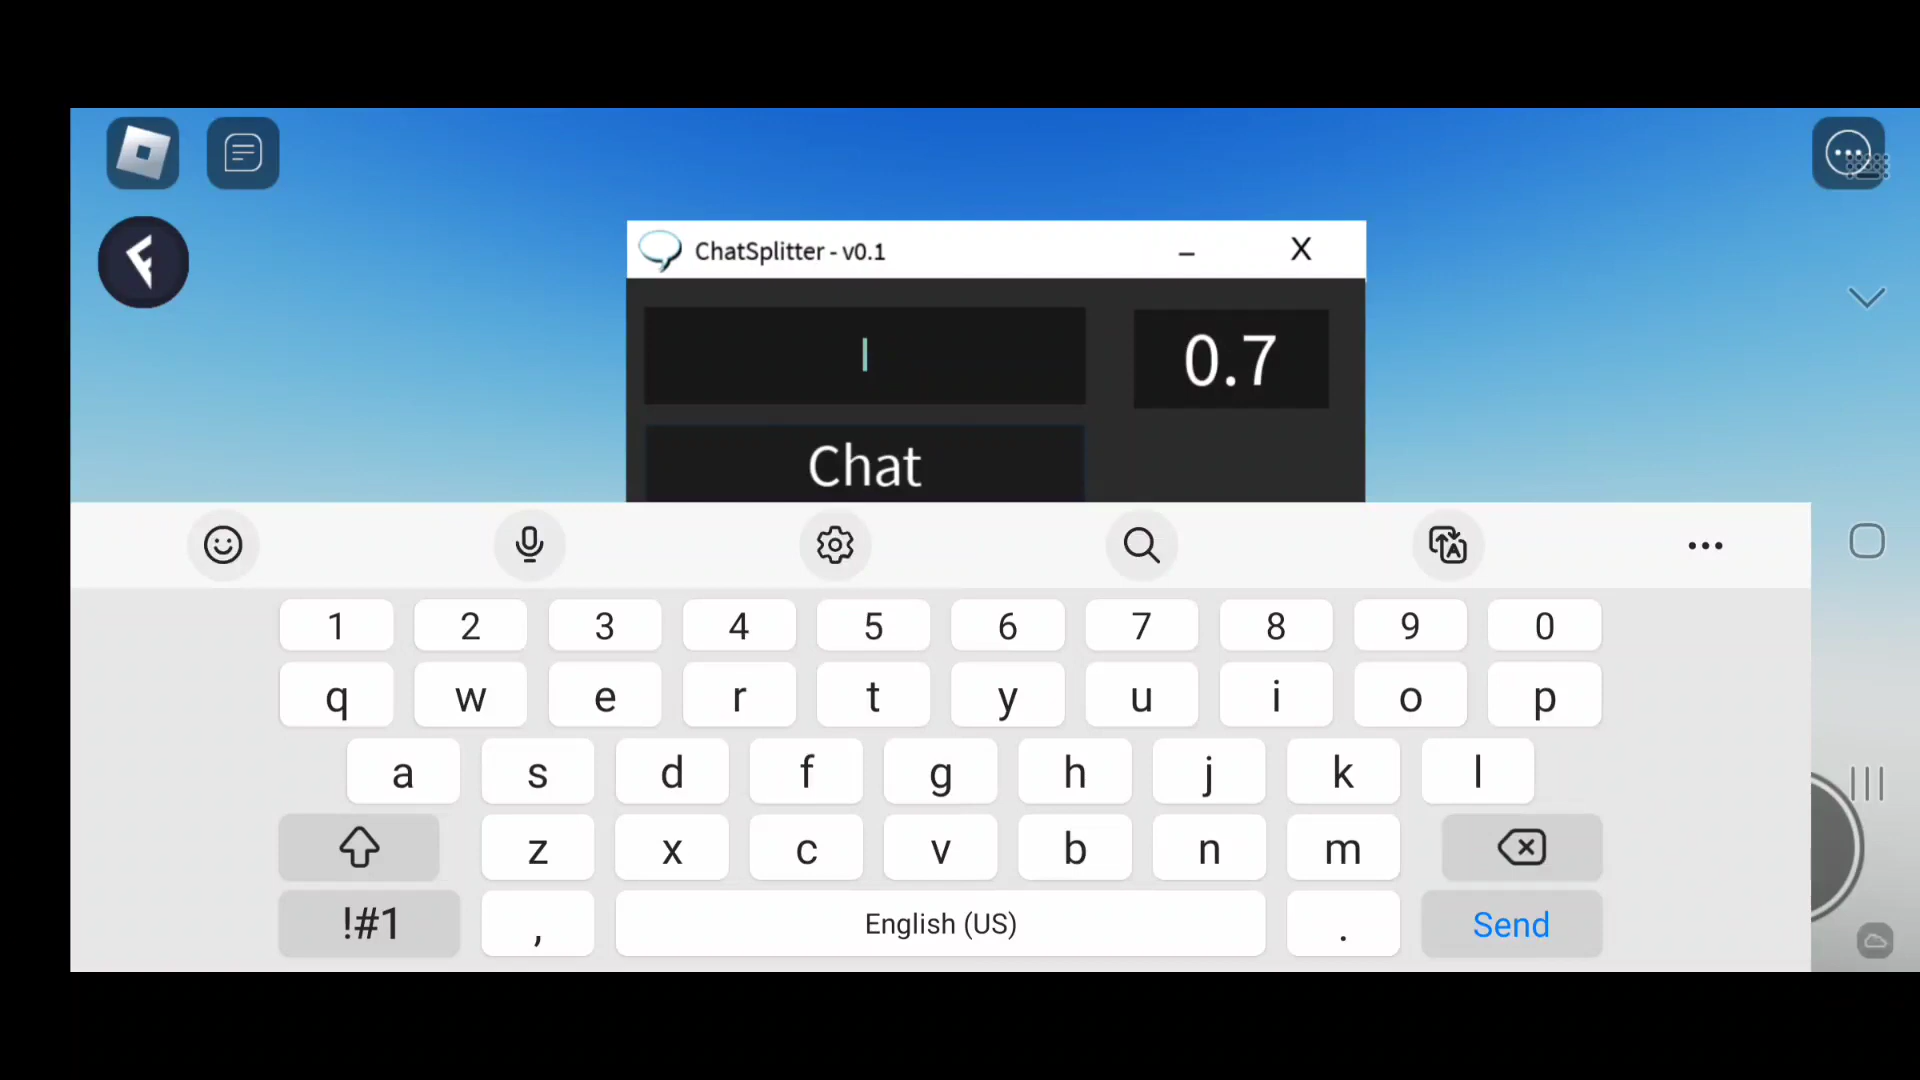 ChatSplitter - v0.1 – X
0.7
Chat
1 2 3 4 5 6 7 8 9 0
q w e r t y u i o p
a s d f g h j k l
z x c v b n m
!#1 , English (US) . Send